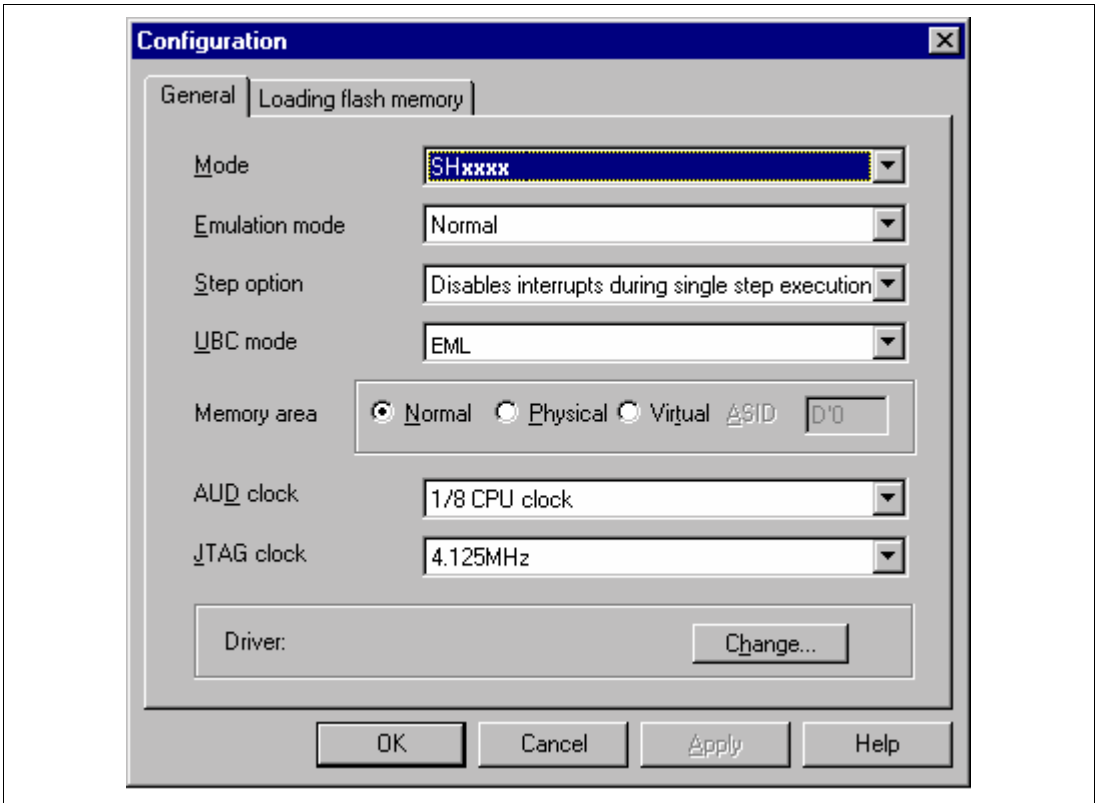 Configuration
General Loading flash memory
Mode SHxxxx
Emulation mode Normal
Step option Disables interrupts during single step execution
UBC mode EML
Memory area Normal Physical Virtual ASID D'0
AUD clock 1/8 CPU clock
JTAG clock 4.125MHz
Driver: Change...
OK Cancel Apply Help